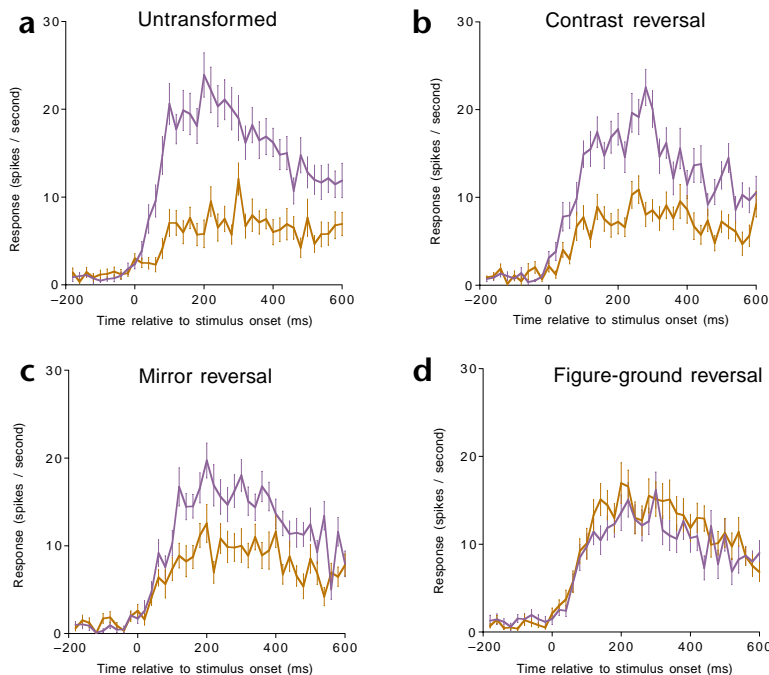 a
Untransformed
30
20
10
0
Response (spikes / second)
−200
0
200
400
600
Time relative to stimulus onset (ms)
b
Contrast reversal
30
20
10
0
Response (spikes / second)
−200
0
200
400
600
Time relative to stimulus onset (ms)
c
Mirror reversal
30
20
10
0
Response (spikes / second)
−200
0
200
400
600
Time relative to stimulus onset (ms)
d
Figure-ground reversal
30
20
10
0
Response (spikes / second)
−200
0
200
400
600
Time relative to stimulus onset (ms)